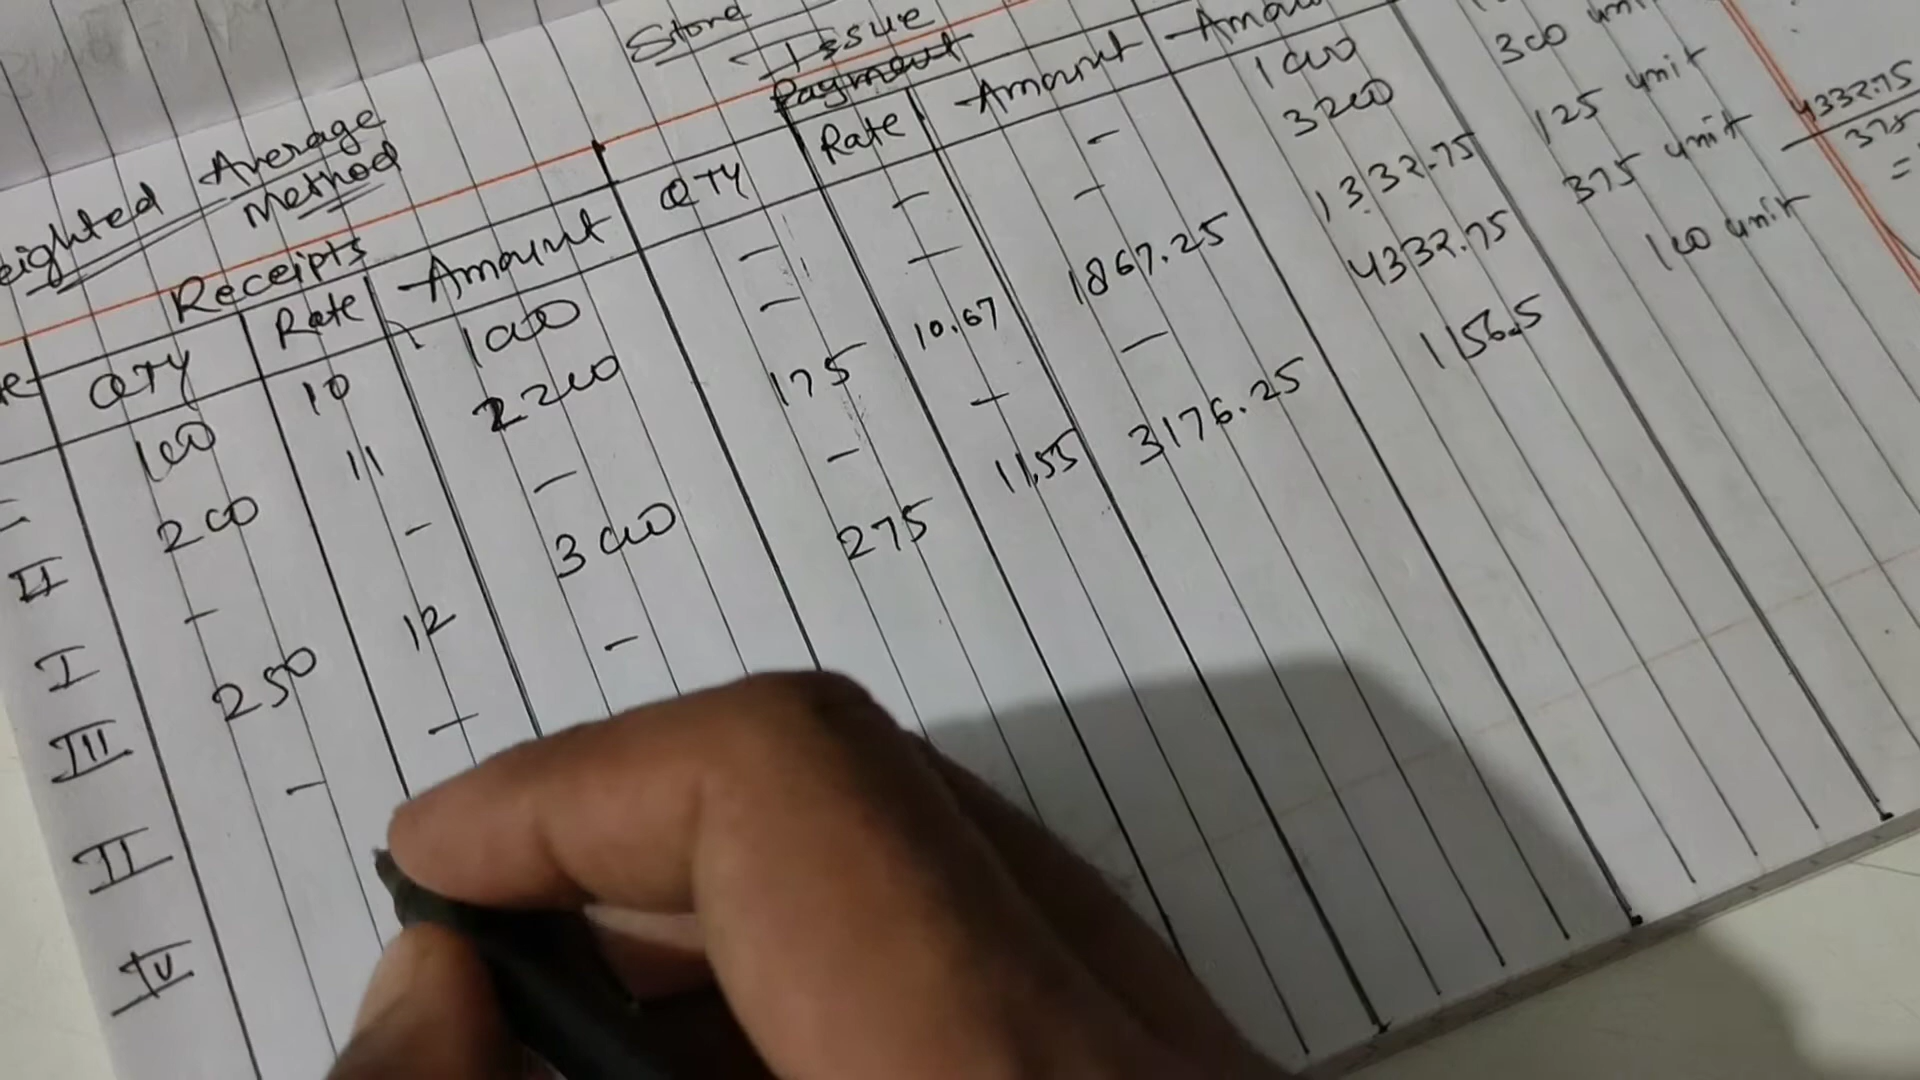 Weighted Average
Method
Store
Issue
Payment
Receipts
QTY Rate Amount QTY Rate Amount Amou
100 10 1000 - - - 1000
200 11 2200 - - - 3200 300 uni
- - - 175 10.67 1867.25 1332.75 125 unit
250 12 3000 - - - 4332.75 375 unit 4332.75
375
=
- - - 275 11.55 3176.25 1156.5 100 unit
I
II
I
III
II
IV